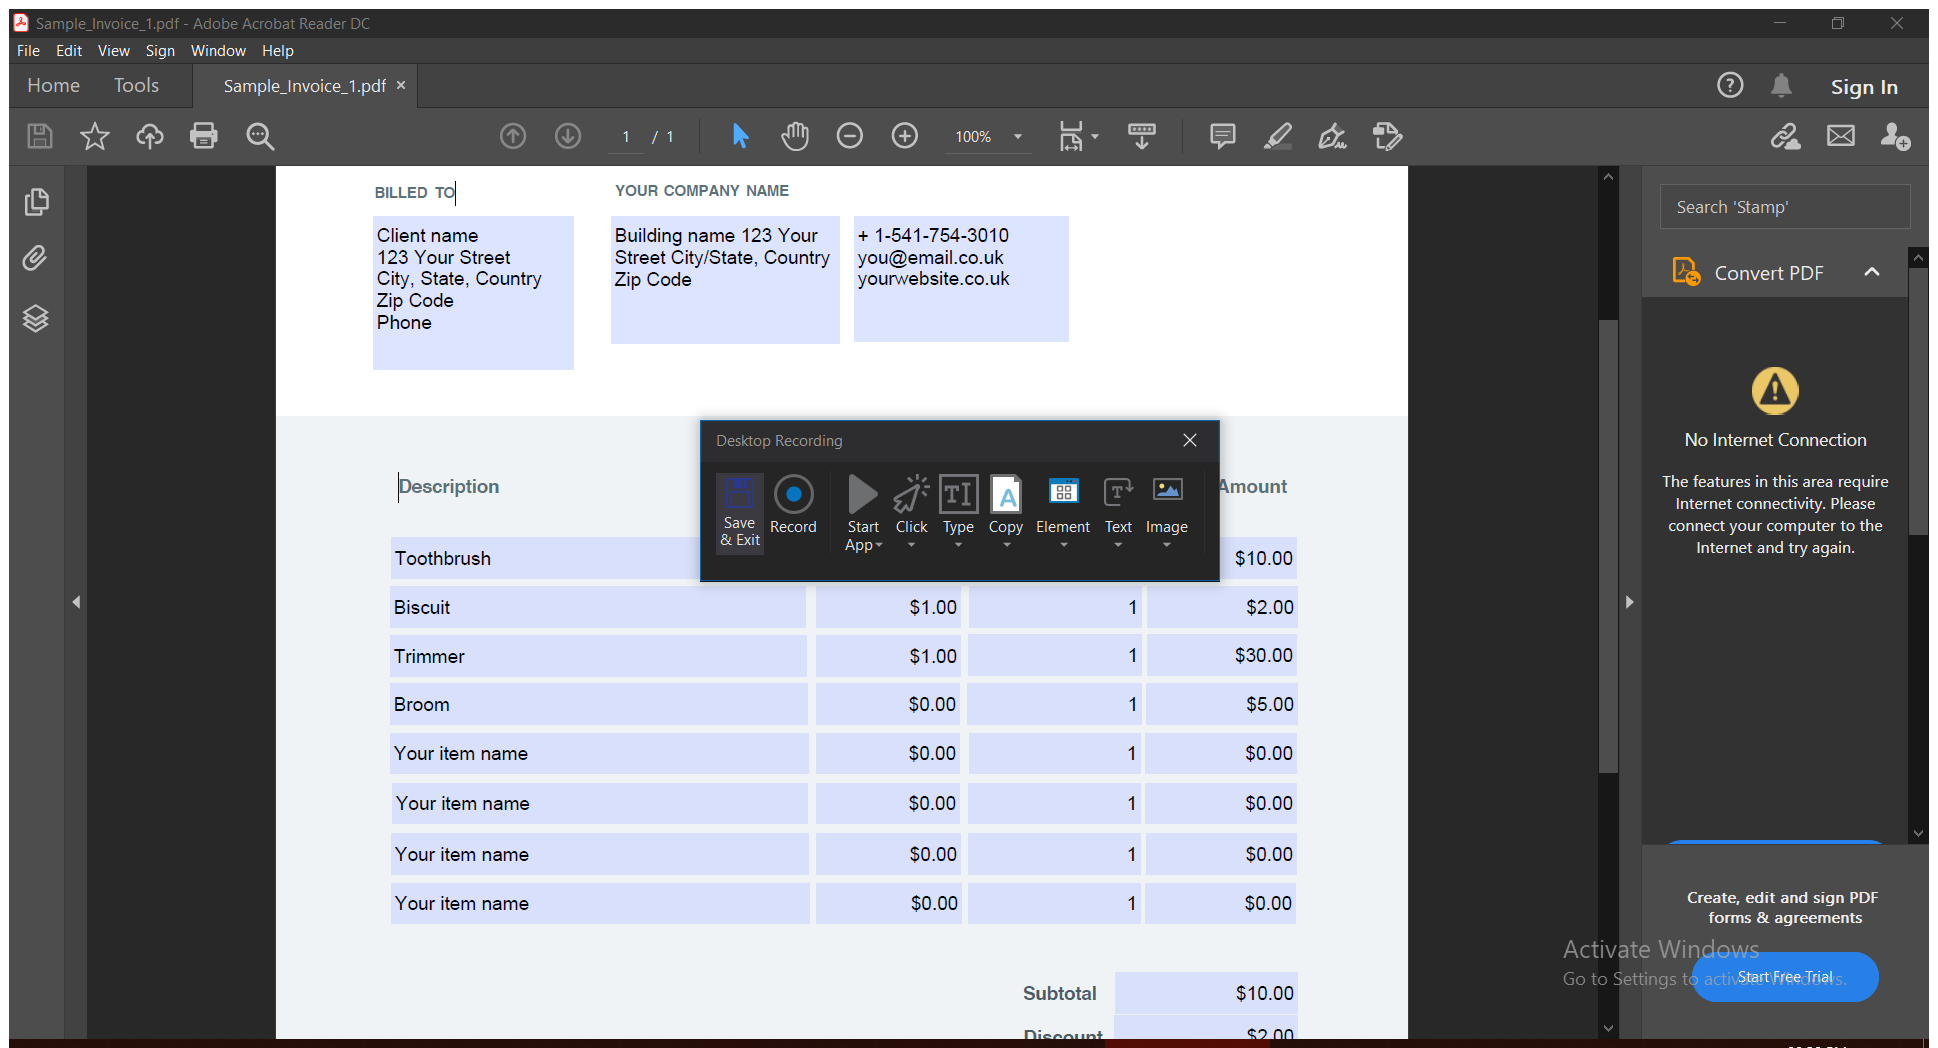 Sample_Invoice_1.pdf - Adobe Acrobat Reader DC
File Edit View Sign Window Help
Home Tools Sample_Invoice_1.pdf × Sign In
1 / 1 100%
BILLED TO YOUR COMPANY NAME
Client name
123 Your Street
City, State, Country
Zip Code
Phone
Building name 123 Your
Street City/State, Country
Zip Code
+ 1-541-754-3010
you@email.co.uk
yourwebsite.co.uk
Search 'Stamp'
Convert PDF
No Internet Connection
The features in this area require
Internet connectivity. Please
connect your computer to the
Internet and try again.
Desktop Recording
Save
& Exit
Record
Start
App
Click
Type
Copy
Element
Text
Image
Description Amount
Toothbrush $10.00
Biscuit $1.00 1 $2.00
Trimmer $1.00 1 $30.00
Broom $0.00 1 $5.00
Your item name $0.00 1 $0.00
Your item name $0.00 1 $0.00
Your item name $0.00 1 $0.00
Your item name $0.00 1 $0.00
Subtotal $10.00
Discount $2.00
Create, edit and sign PDF
forms & agreements
Start Free Trial
Activate Windows
Go to Settings to activate Windows.